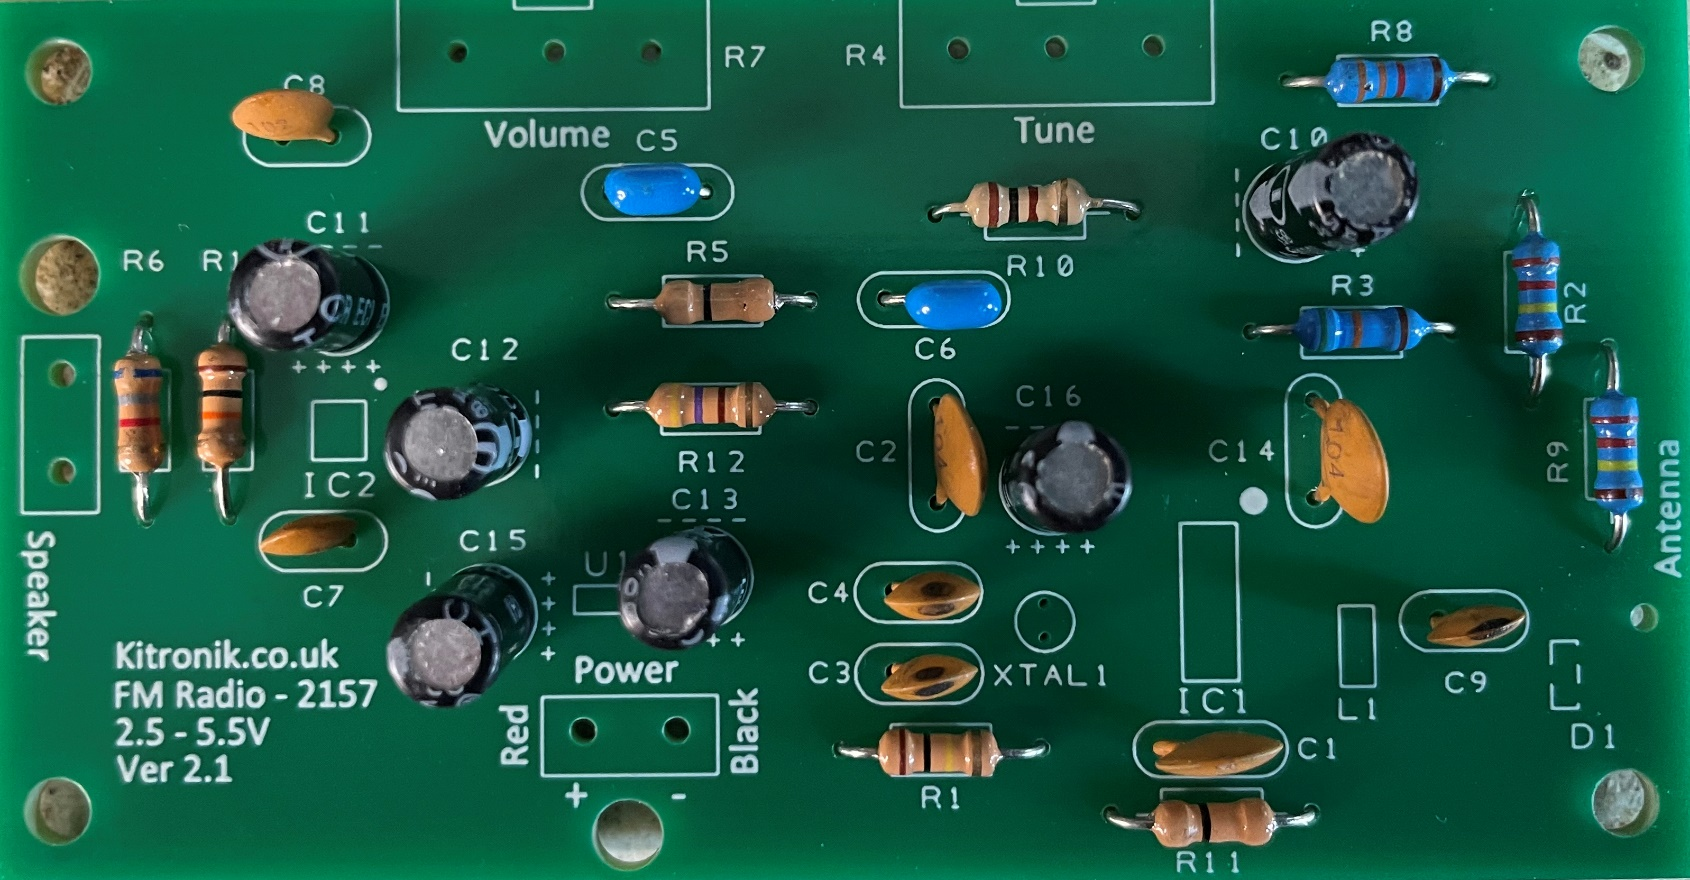 R8
R7
R4
C8
Volume
C5
Tune
C10
C11
R6
R1
R5
R10
R3
R2
C12
C6
C16
R12
C2
C14
R9
IC2
C13
104
Antenna
C15
U1
Speaker
C7
C4
C3
XTAL1
IC1
L1
C9
D1
Kitronik.co.uk
FM Radio - 2157
2.5 - 5.5V
Ver 2.1
Power
Red
Black
+ -
R1
C1
R11